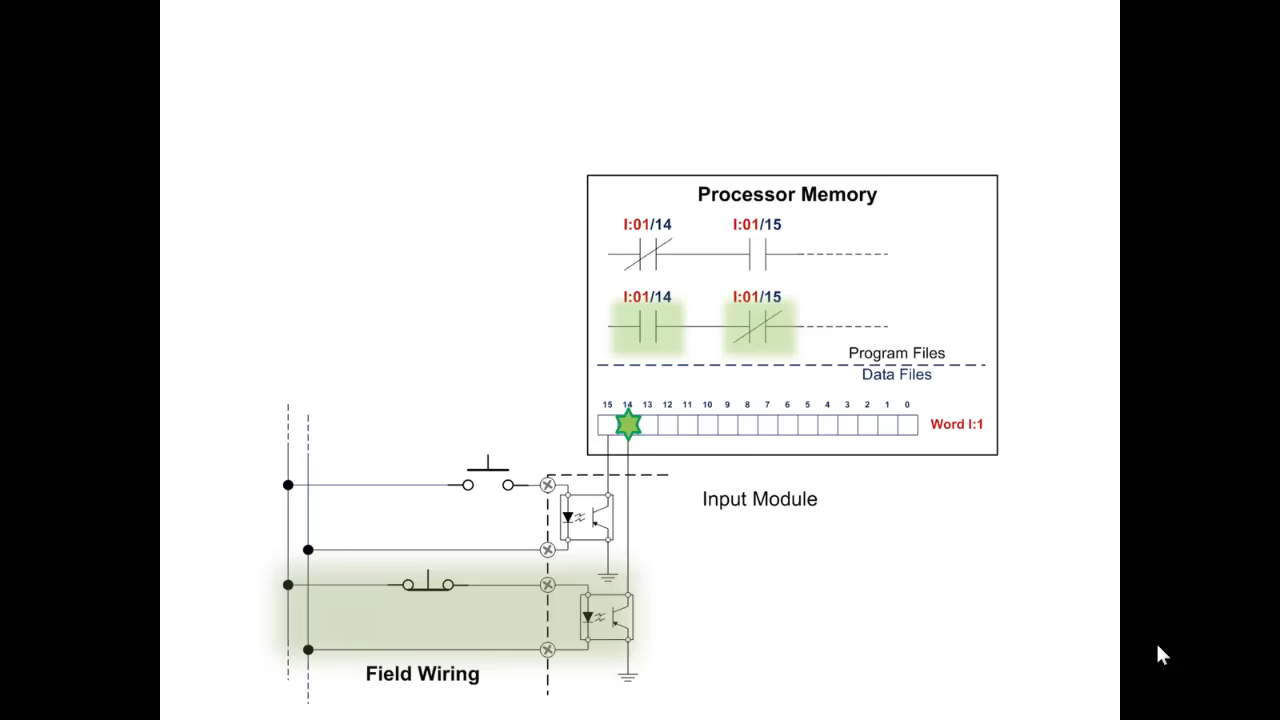 Processor Memory
I:01/14 I:01/15
I:01/14 I:01/15
Program Files
Data Files
15 14 13 12 11 10 9 8 7 6 5 4 3 2 1 0
Word I:1
Input Module
Field Wiring